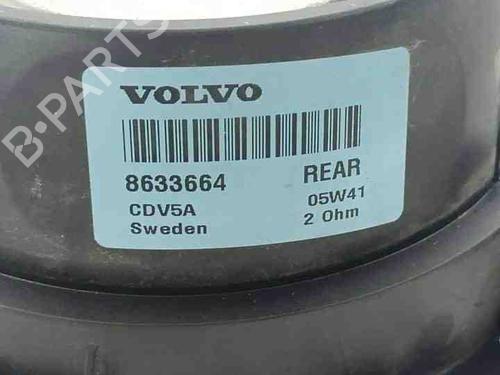 B-PARTS
VOLVO
8633664 REAR
CDV5A 05W41
Sweden 2 Ohm